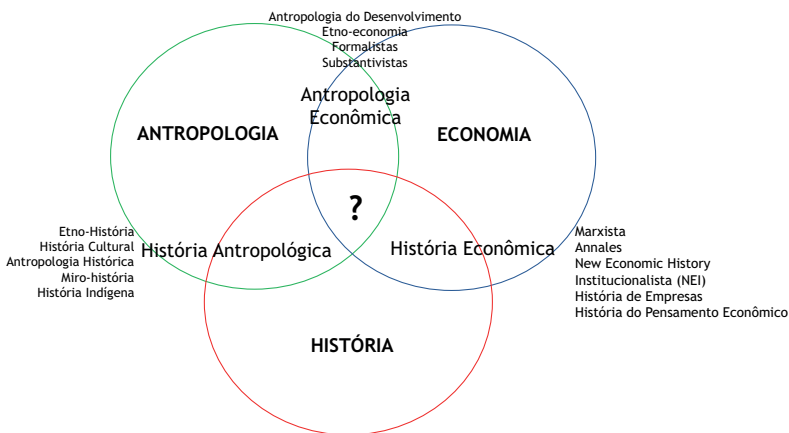 Antropologia do Desenvolvimento
Etno-economia
Formalistas
Substantivistas
Antropologia
Econômica
ANTROPOLOGIA
ECONOMIA
?
Etno-História
História Cultural
Antropologia Histórica
Miro-história
História Indígena
História Antropológica
História Econômica
Marxista
Annales
New Economic History
Institucionalista (NEI)
História de Empresas
História do Pensamento Econômico
HISTÓRIA